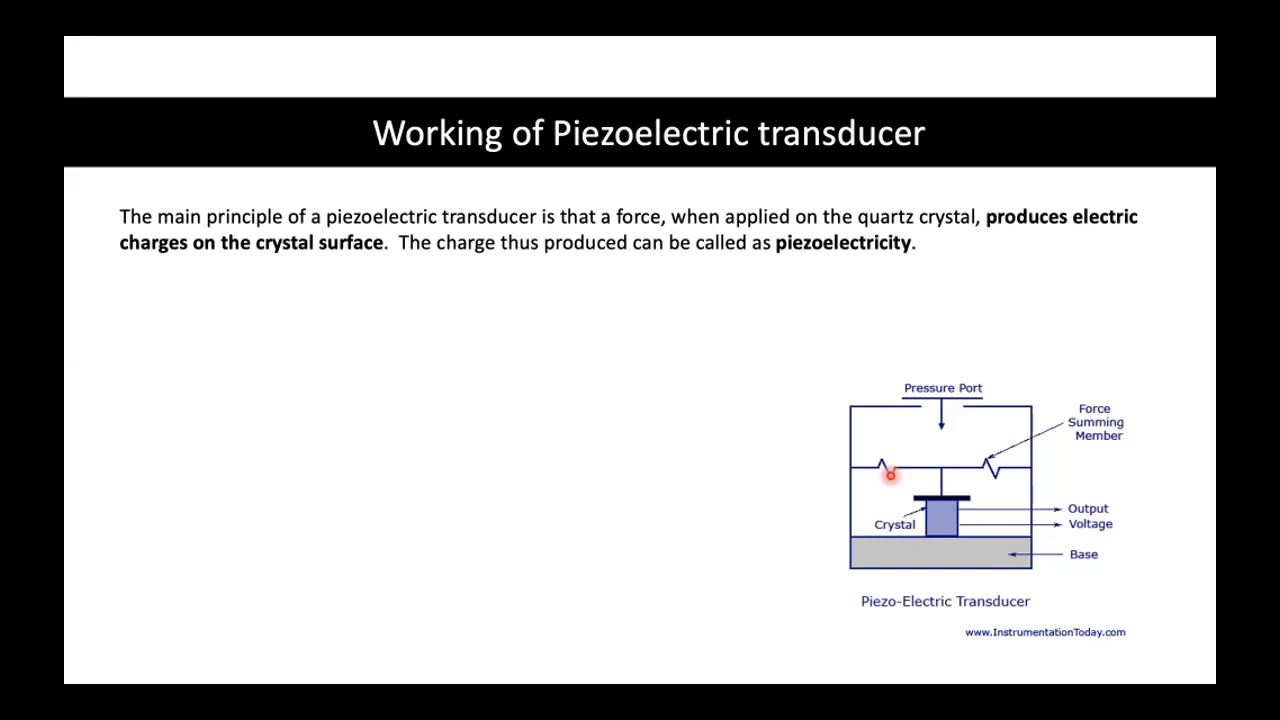 Working of Piezoelectric transducer
The main principle of a piezoelectric transducer is that a force, when applied on the quartz crystal, produces electric
charges on the crystal surface.  The charge thus produced can be called as piezoelectricity.
Pressure Port
Force
Summing
Member
Crystal
Output
Voltage
Base
Piezo-Electric Transducer
www.InstrumentationToday.com